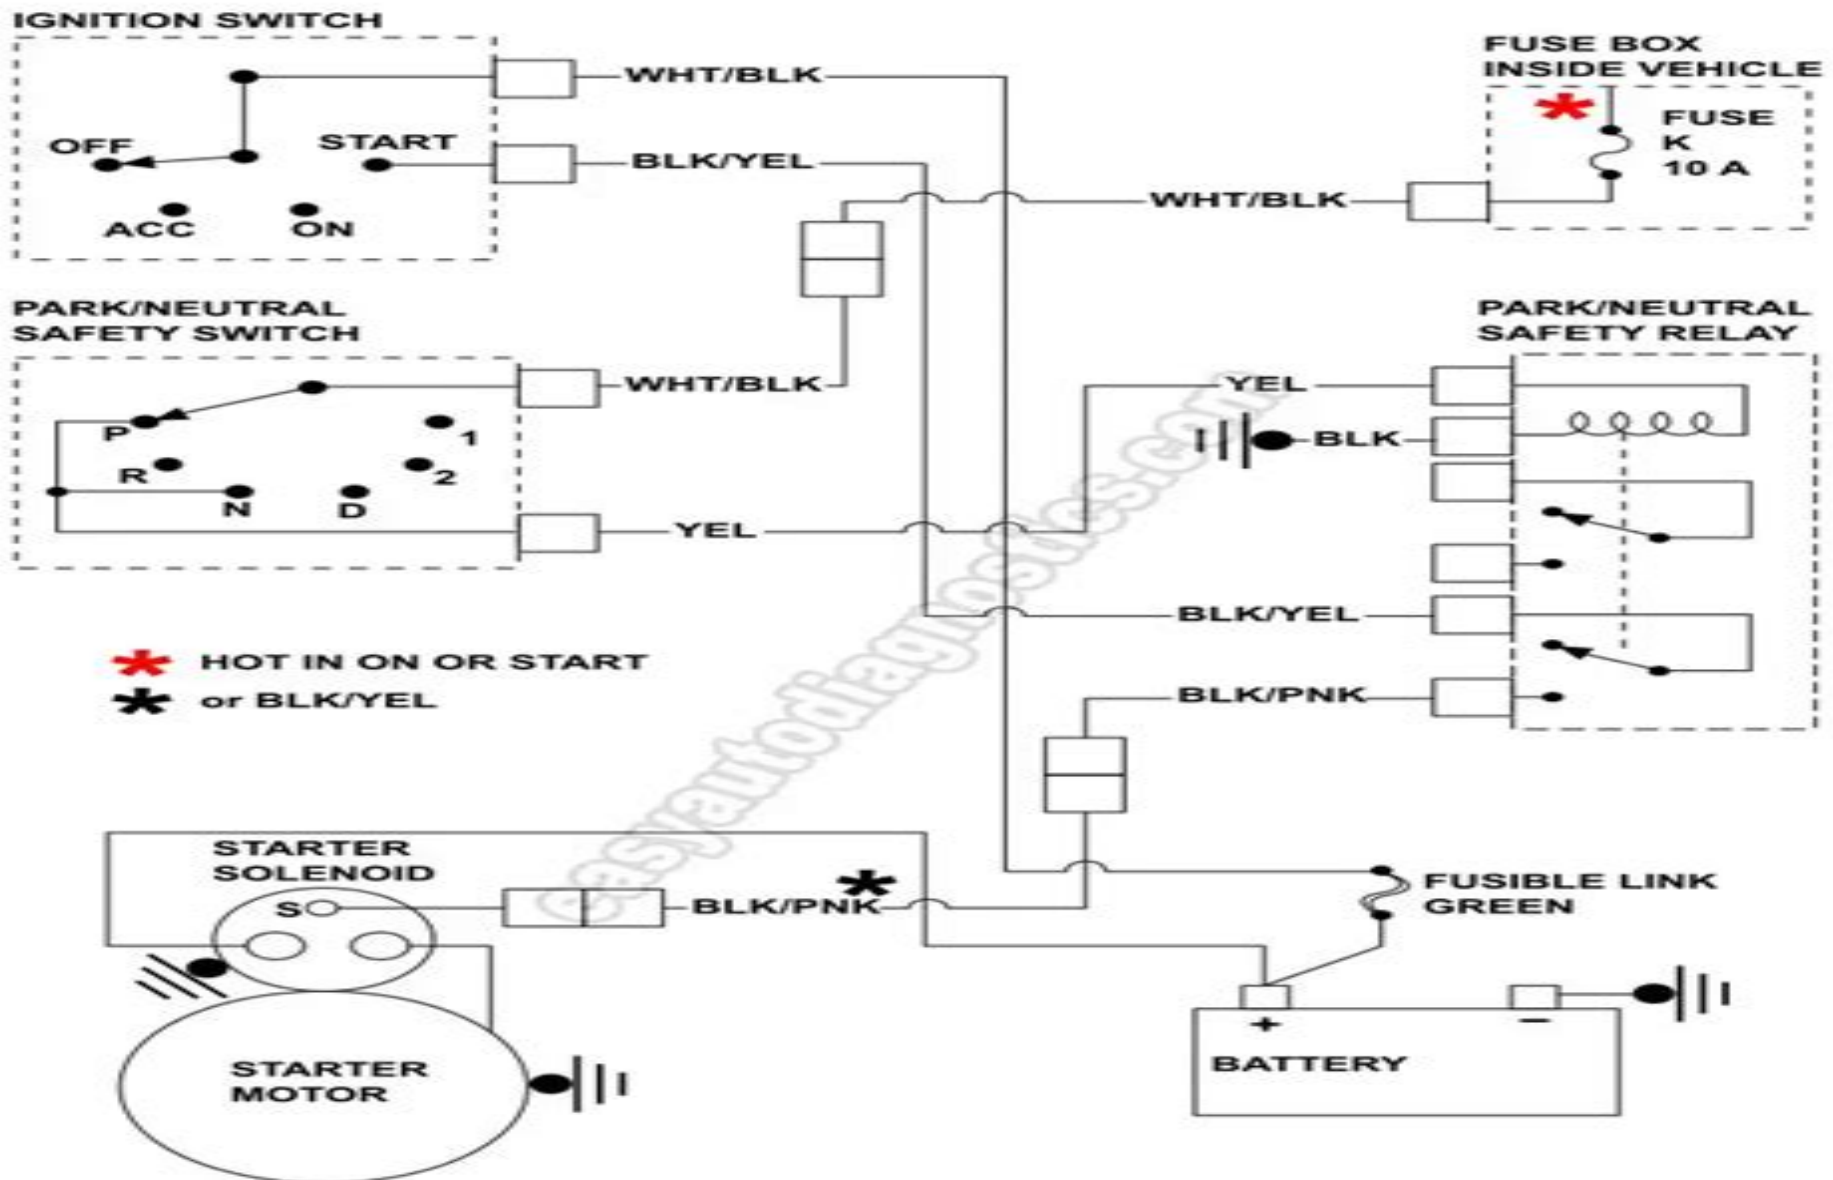 IGNITION SWITCH
WHT/BLK
OFF
START
BLK/YEL
ACC
ON
FUSE BOX
INSIDE VEHICLE
*
FUSE
K
10 A
WHT/BLK
PARK/NEUTRAL
SAFETY SWITCH
WHT/BLK
P
1
R
2
N
D
YEL
PARK/NEUTRAL
SAFETY RELAY
YEL
BLK
BLK/YEL
BLK/PNK
* HOT IN ON OR START
* or BLK/YEL
easyautodiagnostics.com
STARTER
SOLENOID
S
*
BLK/PNK
FUSIBLE LINK
GREEN
STARTER
MOTOR
+
−
BATTERY